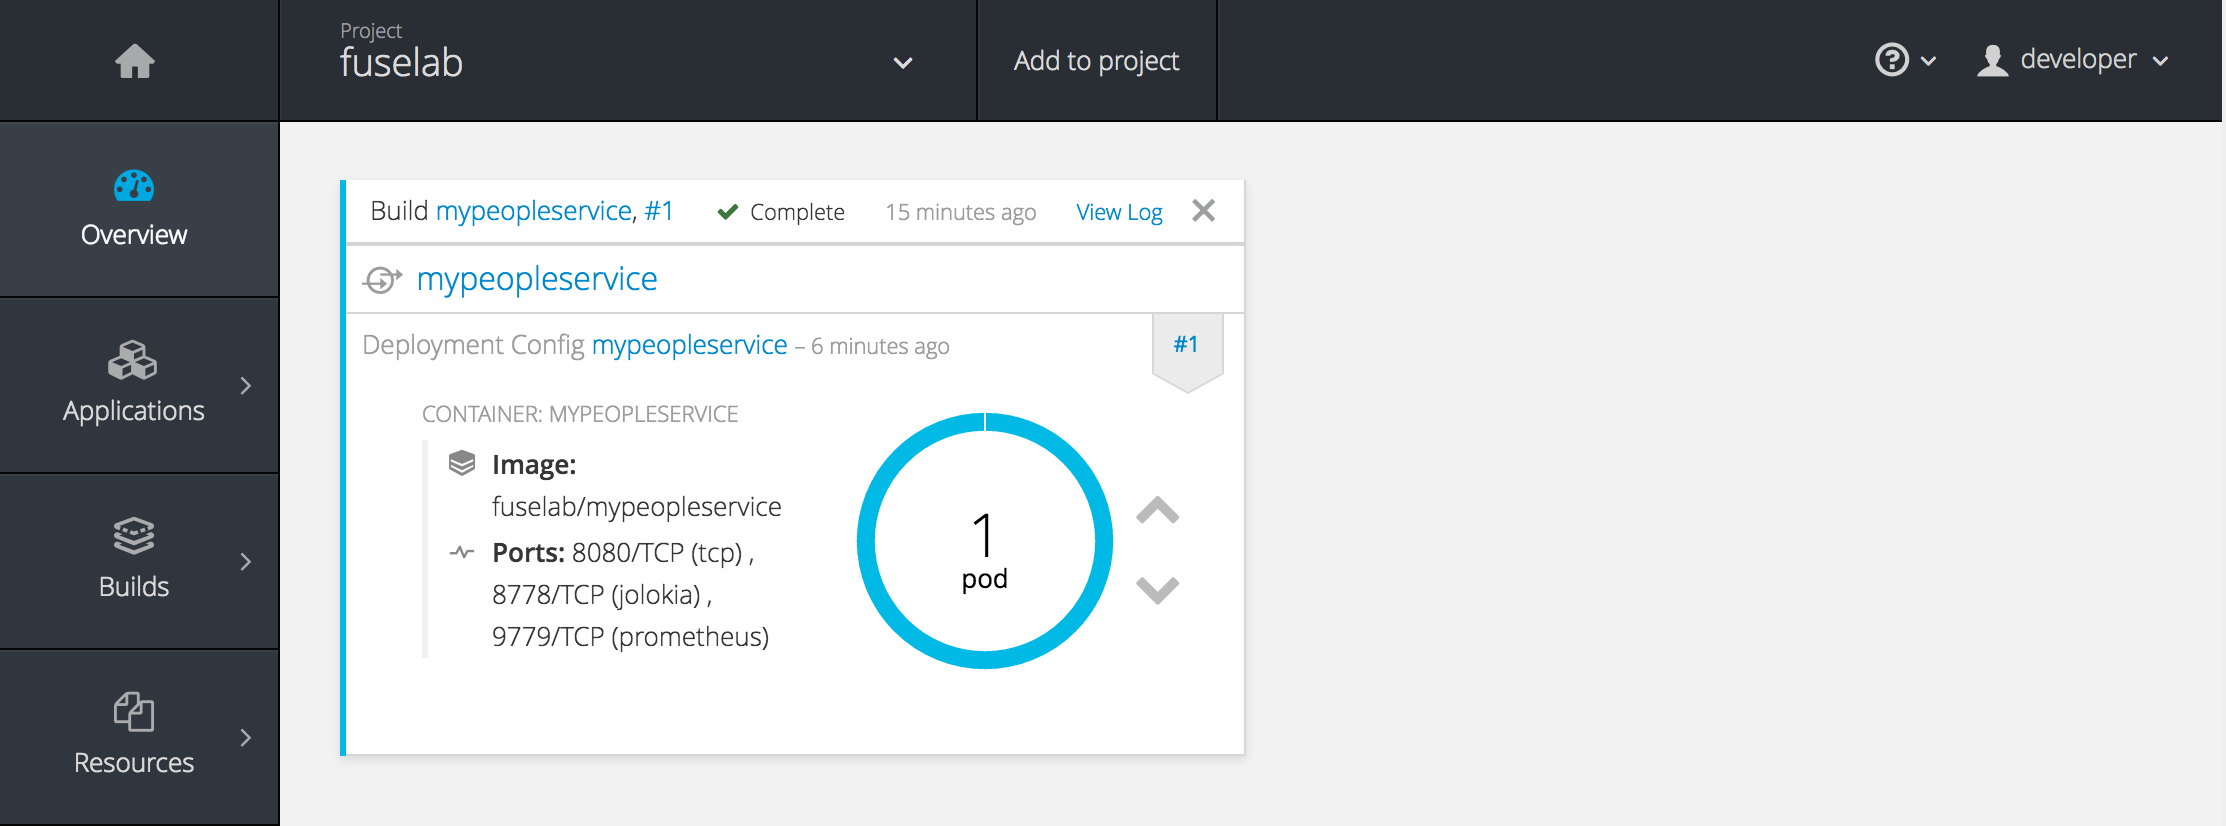 Project
fuselab
Add to project
developer
Overview
Applications
Builds
Resources
Build mypeopleservice, #1 Complete 15 minutes ago View Log
mypeopleservice
Deployment Config mypeopleservice – 6 minutes ago #1
CONTAINER: MYPEOPLESERVICE
Image:
fuselab/mypeopleservice
Ports: 8080/TCP (tcp) ,
8778/TCP (jolokia) ,
9779/TCP (prometheus)
1
pod